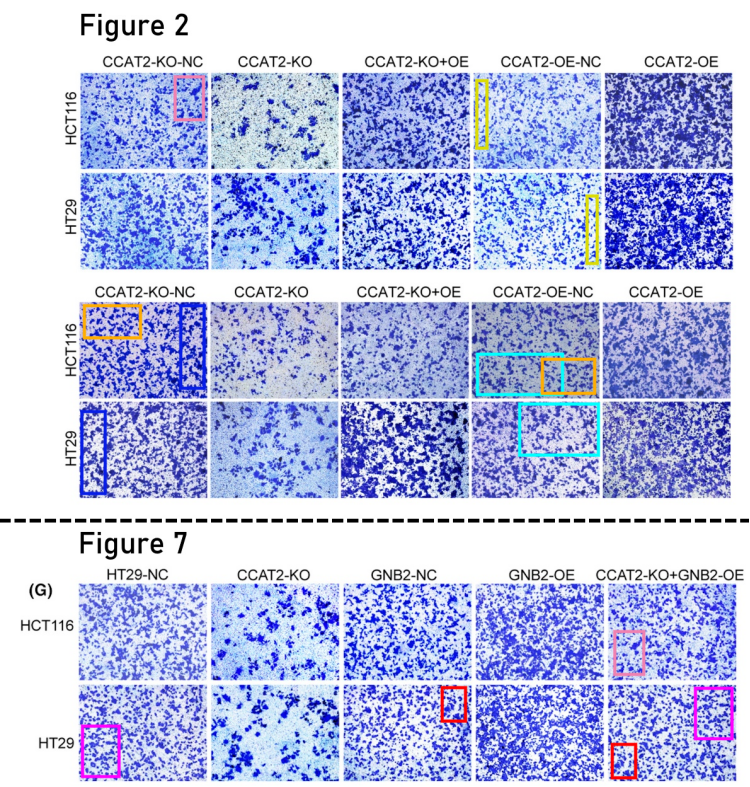 Figure 2
CCAT2-KO-NC CCAT2-KO CCAT2-KO+OE CCAT2-OE-NC CCAT2-OE
HCT116
HT29
CCAT2-KO-NC CCAT2-KO CCAT2-KO+OE CCAT2-OE-NC CCAT2-OE
HCT116
HT29
Figure 7
HT29-NC CCAT2-KO GNB2-NC GNB2-OE CCAT2-KO+GNB2-OE
(G)
HCT116
HT29